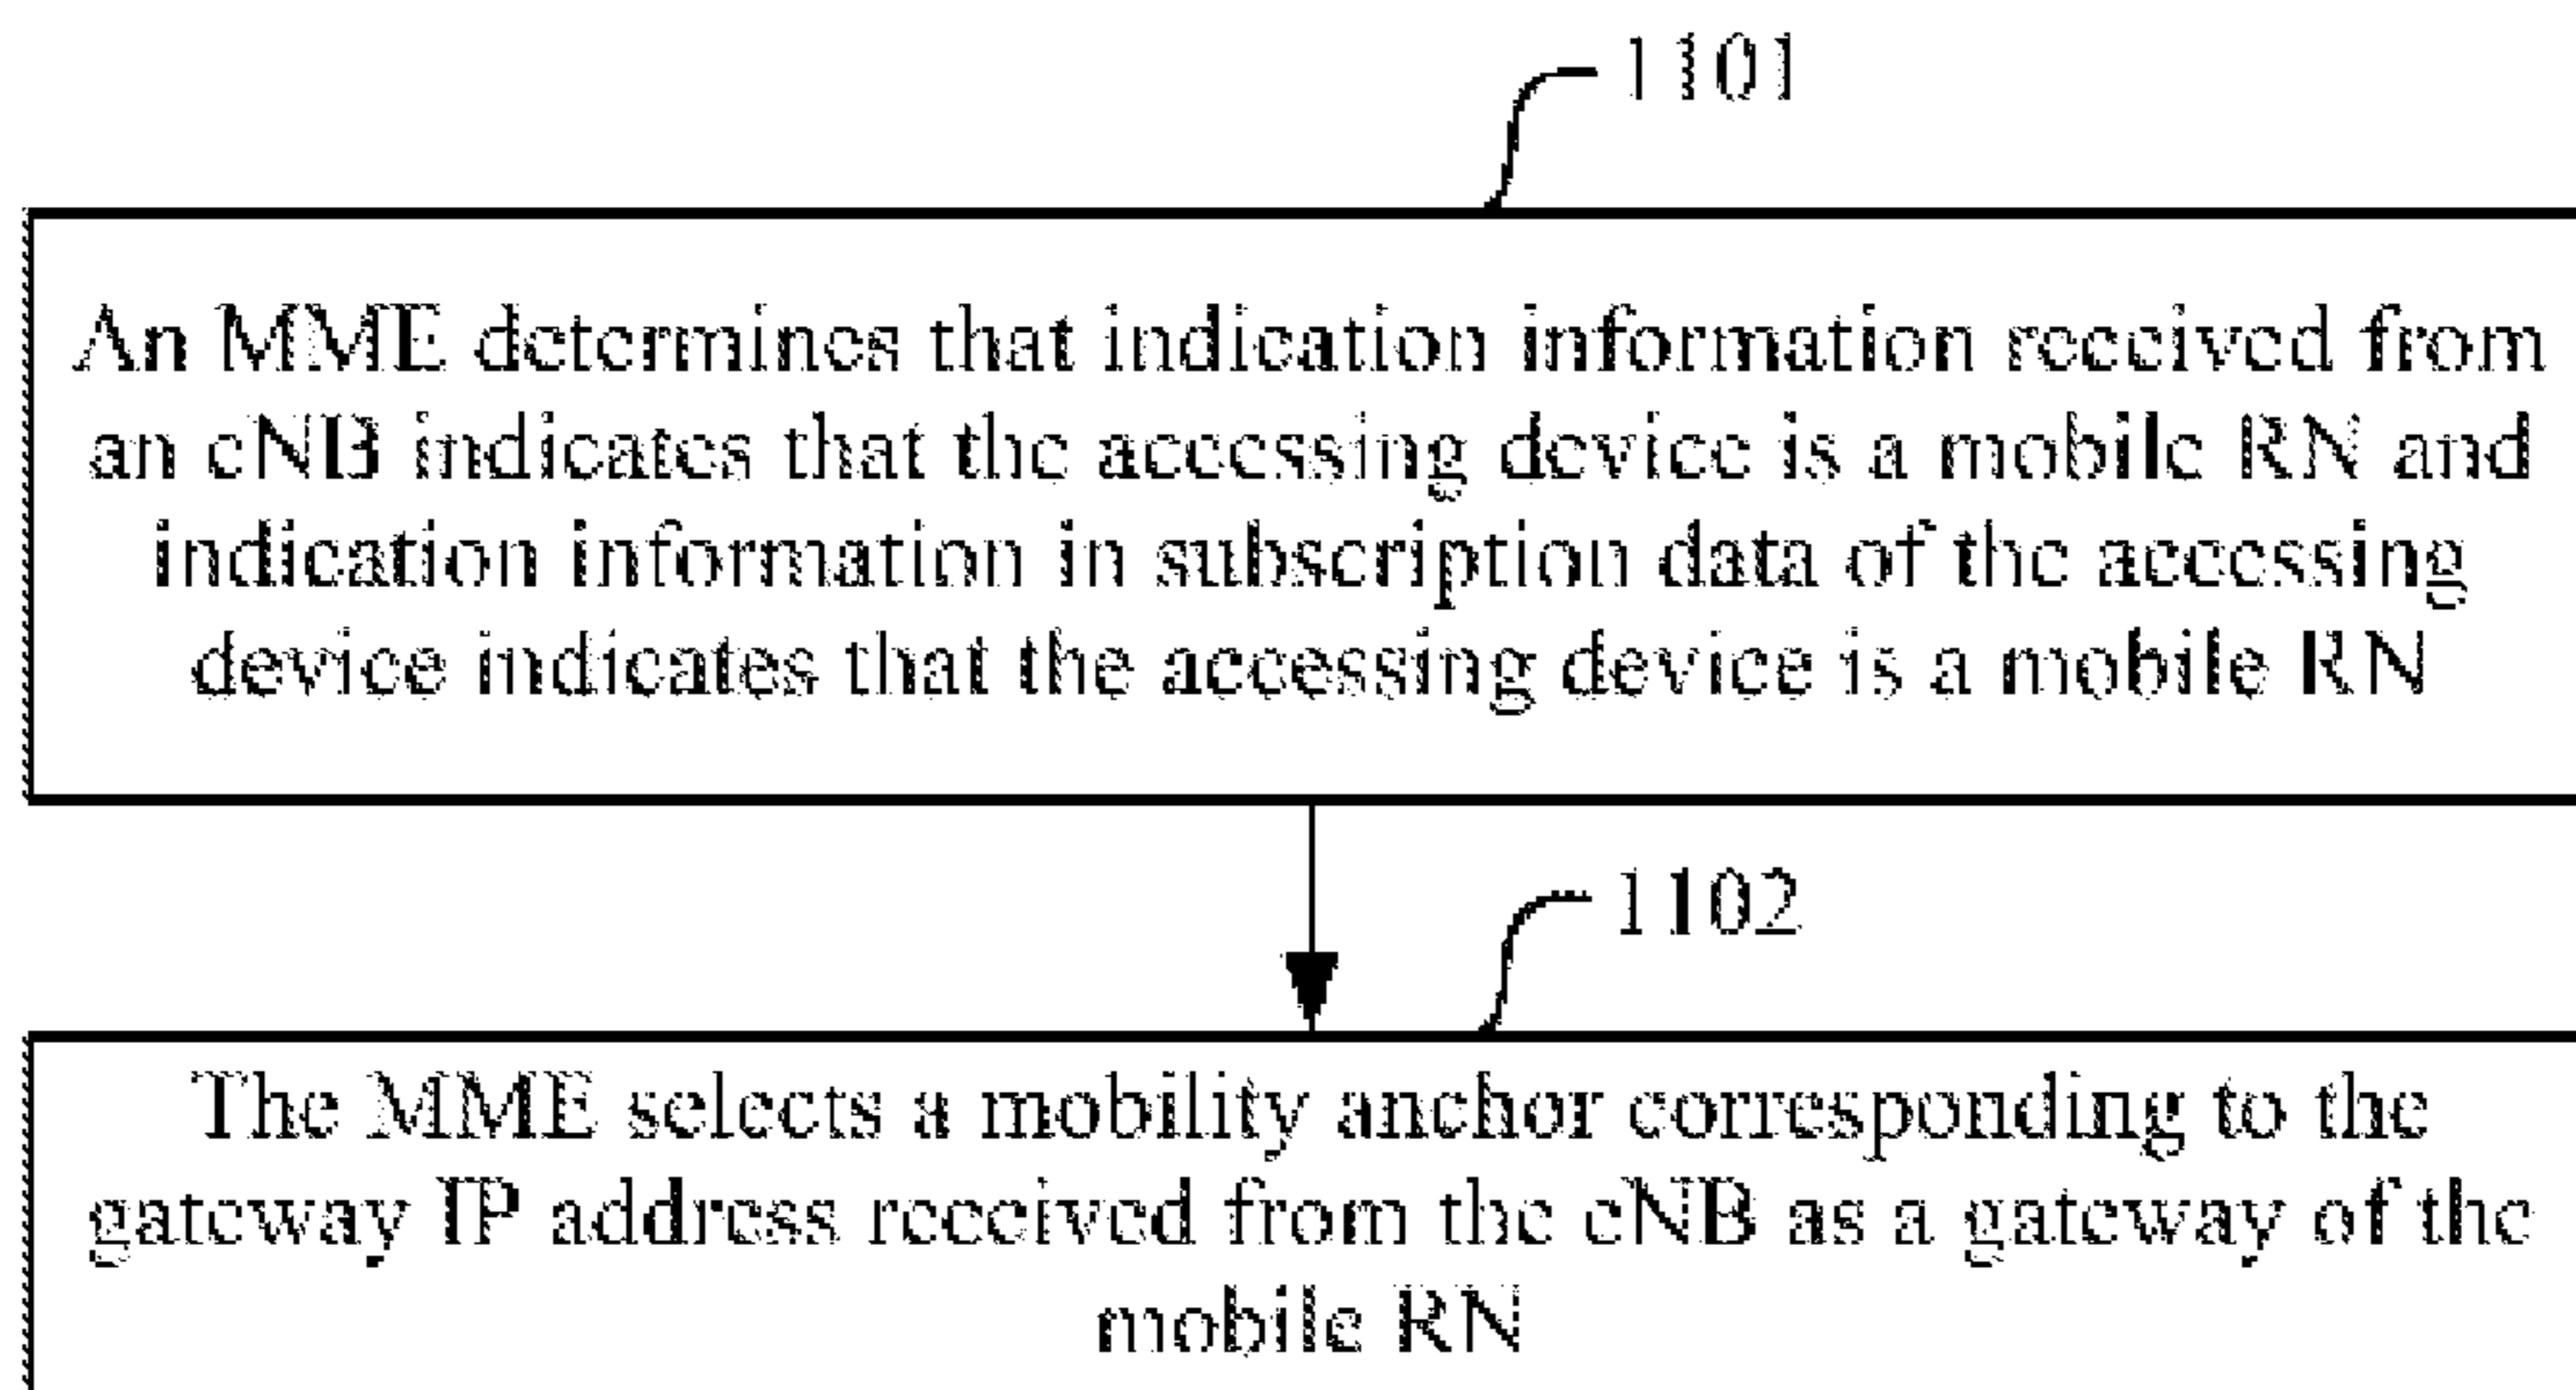 1101
An MME determines that indication information received from
an eNB indicates that the accessing device is a mobile RN and
indication information in subscription data of the accessing
device indicates that the accessing device is a mobile RN
1102
The MME selects a mobility anchor corresponding to the
gateway IP address received from the eNB as a gateway of the
mobile RN